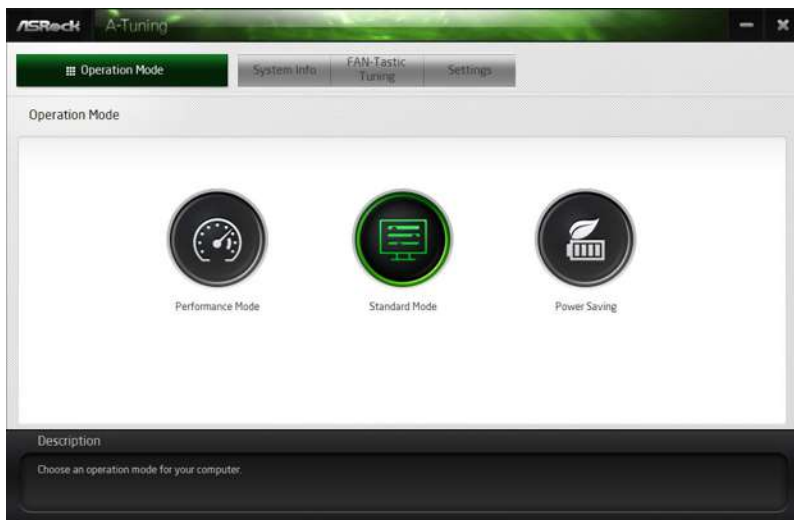 ASRock A-Tuning
Operation Mode System Info FAN-Tastic Tuning Settings
Operation Mode
Performance Mode Standard Mode Power Saving
Description
Choose an operation mode for your computer.